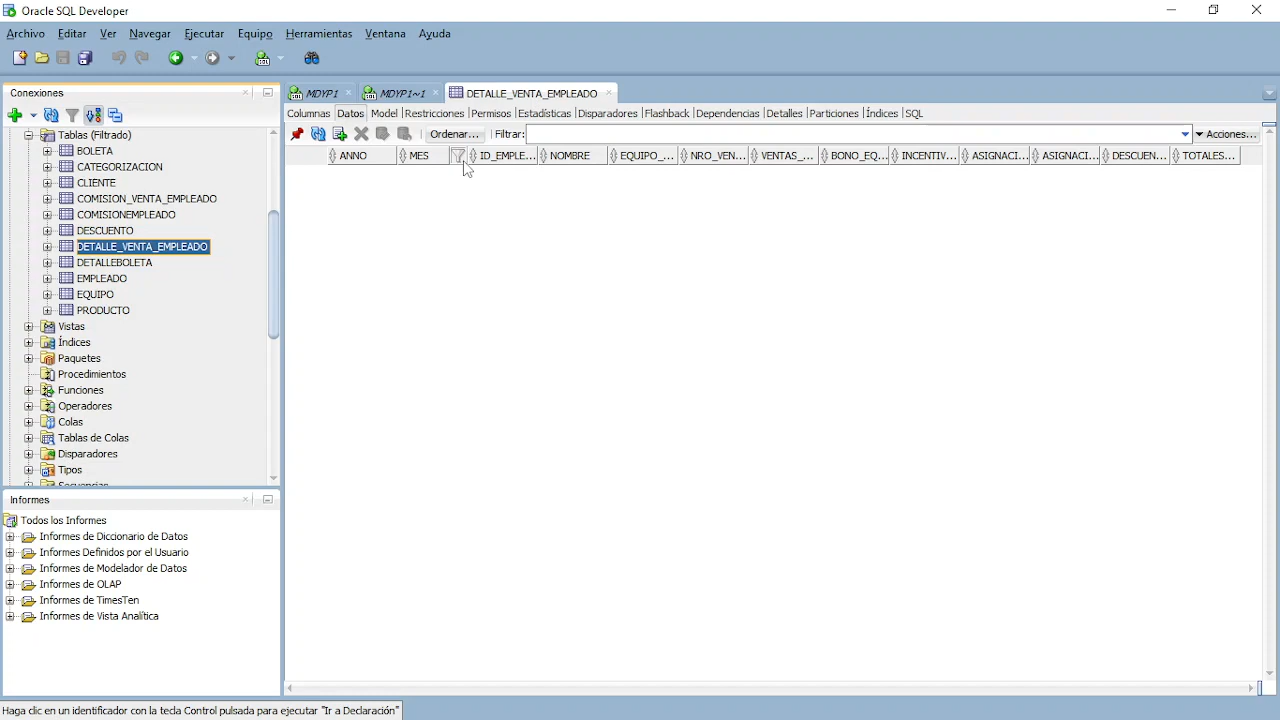 Oracle SQL Developer
Archivo Editar Ver Navegar Ejecutar Equipo Herramientas Ventana Ayuda
Conexiones
Tablas (Filtrado)
BOLETA
CATEGORIZACION
CLIENTE
COMISION_VENTA_EMPLEADO
COMISIONEMPLEADO
DESCUENTO
DETALLE_VENTA_EMPLEADO
DETALLEBOLETA
EMPLEADO
EQUIPO
PRODUCTO
Vistas
Índices
Paquetes
Procedimientos
Funciones
Operadores
Colas
Tablas de Colas
Disparadores
Tipos
Secuencias
Informes
Todos los Informes
Informes de Diccionario de Datos
Informes Definidos por el Usuario
Informes de Modelador de Datos
Informes de OLAP
Informes de TimesTen
Informes de Vista Analítica
MDYP1 MDYP1~1 DETALLE_VENTA_EMPLEADO
Columnas Datos Model Restricciones Permisos Estadísticas Disparadores Flashback Dependencias Detalles Particiones Índices SQL
Ordenar... Filtrar: Acciones...
ANNO MES ID_EMPLE... NOMBRE EQUIPO_... NRO_VEN... VENTAS_... BONO_EQ... INCENTIV... ASIGNACI... ASIGNACI... DESCUEN... TOTALES...
Haga clic en un identificador con la tecla Control pulsada para ejecutar "Ir a Declaración"